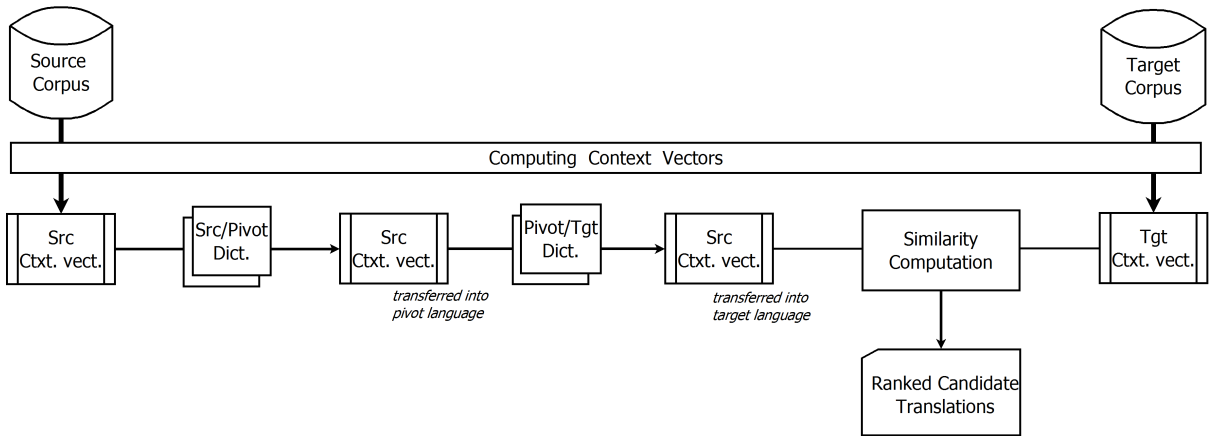 Source
Corpus
Target
Corpus
Computing Context Vectors
Src
Ctxt. vect.
Src/Pivot
Dict.
Src
Ctxt. vect.
transferred into
pivot language
Pivot/Tgt
Dict.
Src
Ctxt. vect.
transferred into
target language
Similarity
Computation
Tgt
Ctxt. vect.
Ranked Candidate
Translations